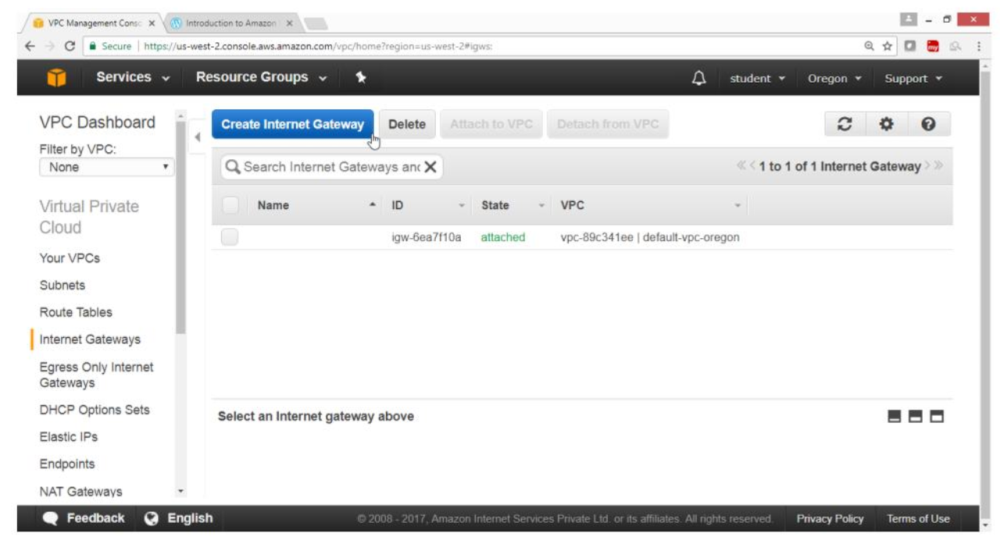 VPC Management Consc
Introduction to Amazon
Secure | https://us-west-2.console.aws.amazon.com/vpc/home?region=us-west-2#igws:
my
Services
Resource Groups
student
Oregon
Support
VPC Dashboard
Filter by VPC:
None
Virtual Private
Cloud
Your VPCs
Subnets
Route Tables
Internet Gateways
Egress Only Internet
Gateways
DHCP Options Sets
Elastic IPs
Endpoints
NAT Gateways
Create Internet Gateway Delete Attach to VPC Detach from VPC
Search Internet Gateways and
1 to 1 of 1 Internet Gateway
Name ID State VPC
igw-6ea7f10a attached vpc-89c341ee | default-vpc-oregon
Select an Internet gateway above
Feedback English
© 2008 - 2017, Amazon Internet Services Private Ltd. or its affiliates. All rights reserved. Privacy Policy Terms of Use